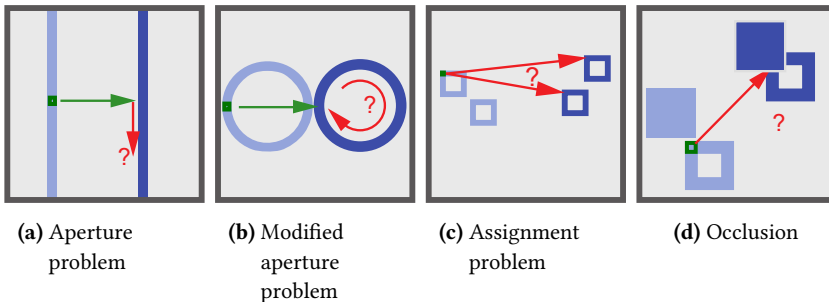 ?
?
?
?
(a) Aperture
problem
(b) Modified
aperture
problem
(c) Assignment
problem
(d) Occlusion